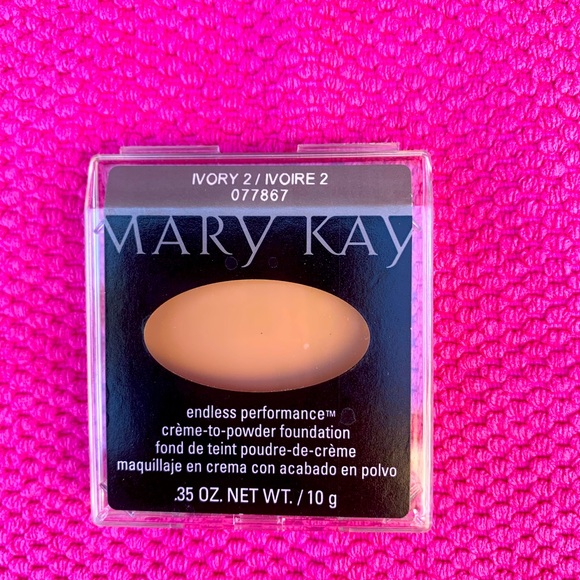 IVORY 2 / IVOIRE 2
077867
MARY KAY
endless performance™
crème-to-powder foundation
fond de teint poudre-de-crème
maquillaje en crema con acabado en polvo
.35 OZ. NET WT. / 10 g